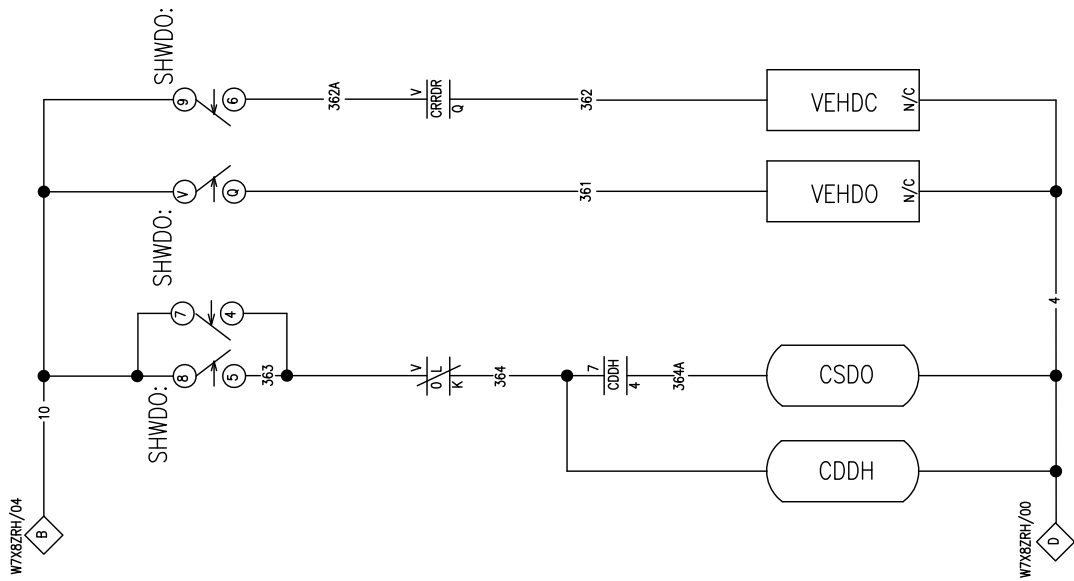 SHWDO:
9
6
362A
V
CRRDR
Q
362
VEHDC
N/C
V
Q
SHWDO:
361
VEHDO
N/C
7
4
8
5
363
SHWDO:
V
O L
K
364
7
CDDH
4
364A
CSDO
CDDH
10
4
W7X8ZRH/04
B
W7X8ZRH/00
D